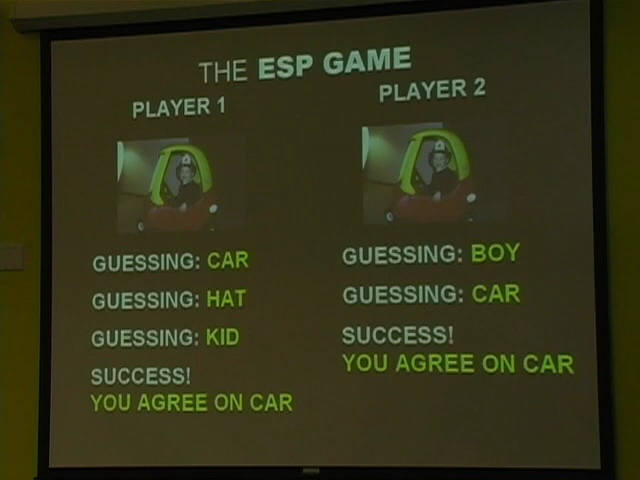 THE ESP GAME
PLAYER 1
GUESSING: CAR
GUESSING: HAT
GUESSING: KID
SUCCESS!
YOU AGREE ON CAR
PLAYER 2
GUESSING: BOY
GUESSING: CAR
SUCCESS!
YOU AGREE ON CAR